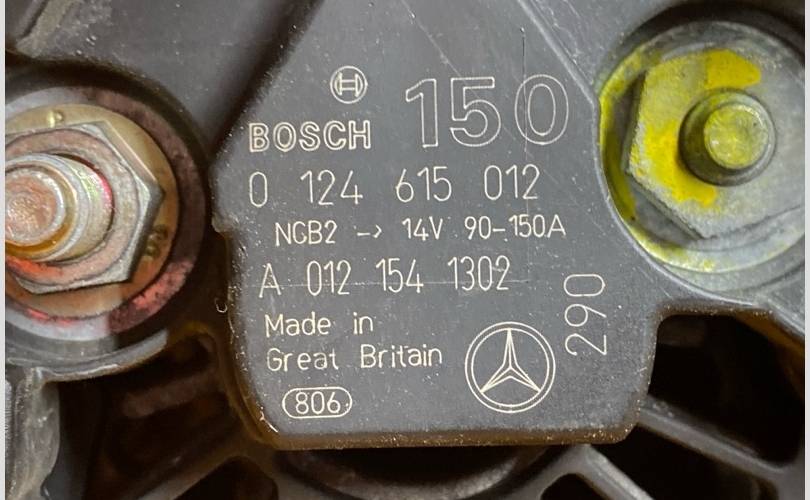 150
BOSCH
0 124 615 012
NCB2 -> 14V 90-150A
A 012 154 1302
Made in
Great Britain
290
806